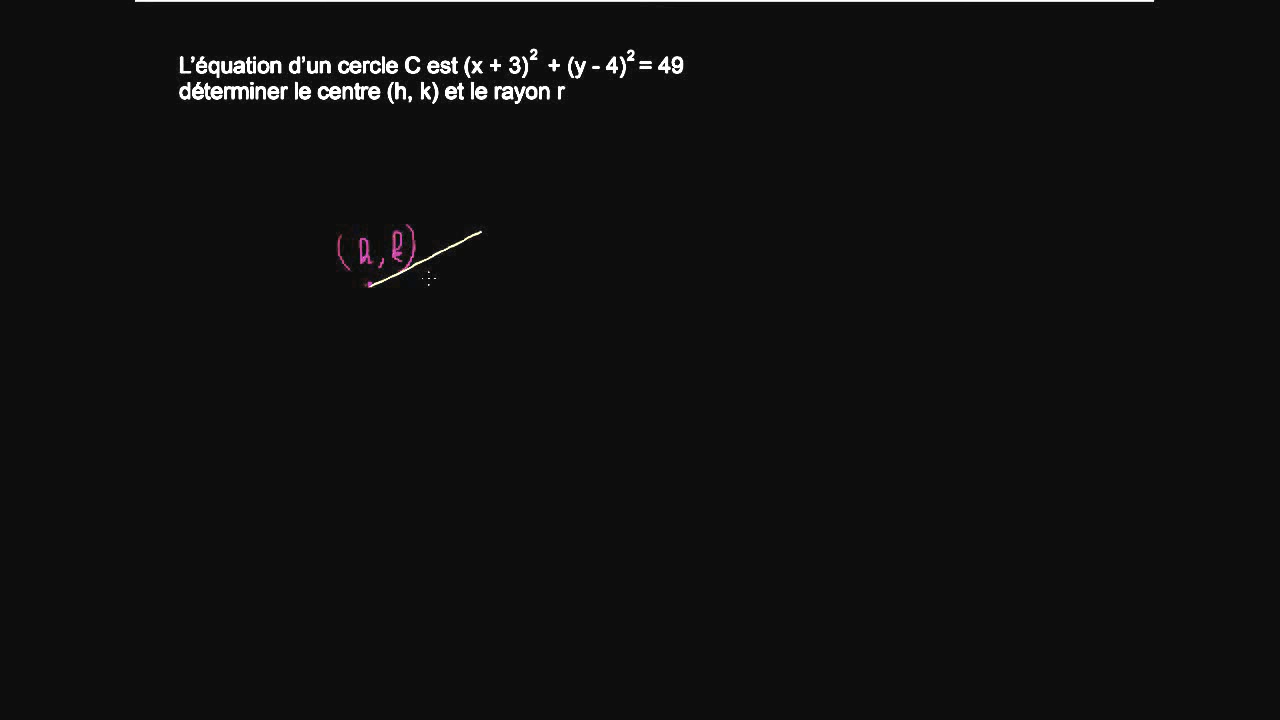 L'équation d'un cercle C est (x + 3)² + (y - 4)² = 49
déterminer le centre (h, k) et le rayon r
(h, k)